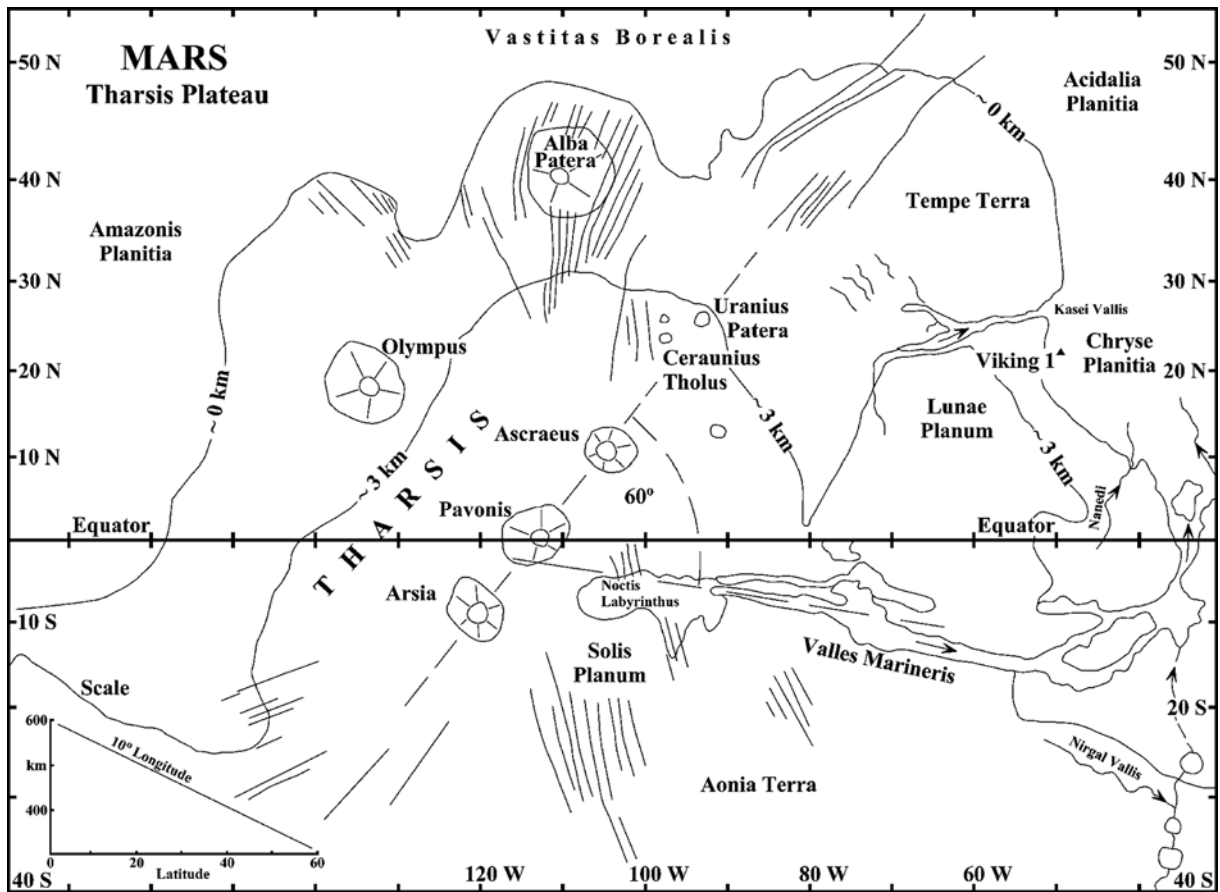 Vastitas Borealis
MARS
Tharsis Plateau
50 N
50 N
Acidalia
Planitia
~ 0 km
Alba
Patera
40 N
40 N
Tempe Terra
Amazonis
Planitia
30 N
30 N
Uranius
Patera
Kasei Vallis
Olympus
Ceraunius
Tholus
Viking 1
Chryse
Planitia
20 N
20 N
~ 0 km
~ 3 km
Lunae
Planum
~ 3 km
THARSIS
Ascraeus
10 N
10 N
~ 3 km
60º
Pavonis
Nanedi
Equator
Equator
Arsia
Noctis
Labyrinthus
10 S
Solis
Planum
Valles Marineris
Scale
20 S
600
10º Longitude
km
400
0
20
40
60
Latitude
Nirgal Vallis
Aonia Terra
40 S
120 W
100 W
80 W
60 W
40 S